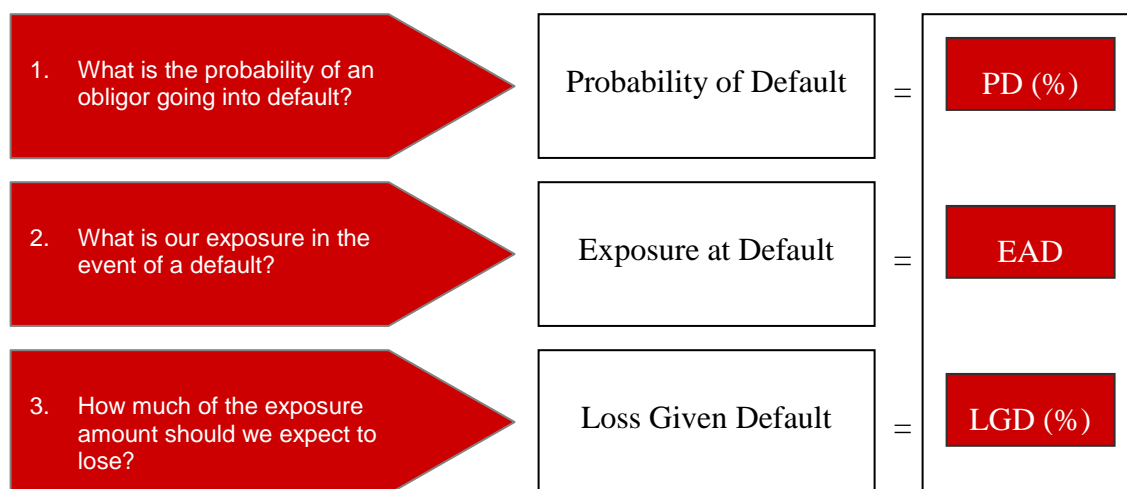 1. What is the probability of an
obligor going into default?
Probability of Default
=
PD (%)
2. What is our exposure in the
event of a default?
Exposure at Default
=
EAD
3. How much of the exposure
amount should we expect to
lose?
Loss Given Default
=
LGD (%)